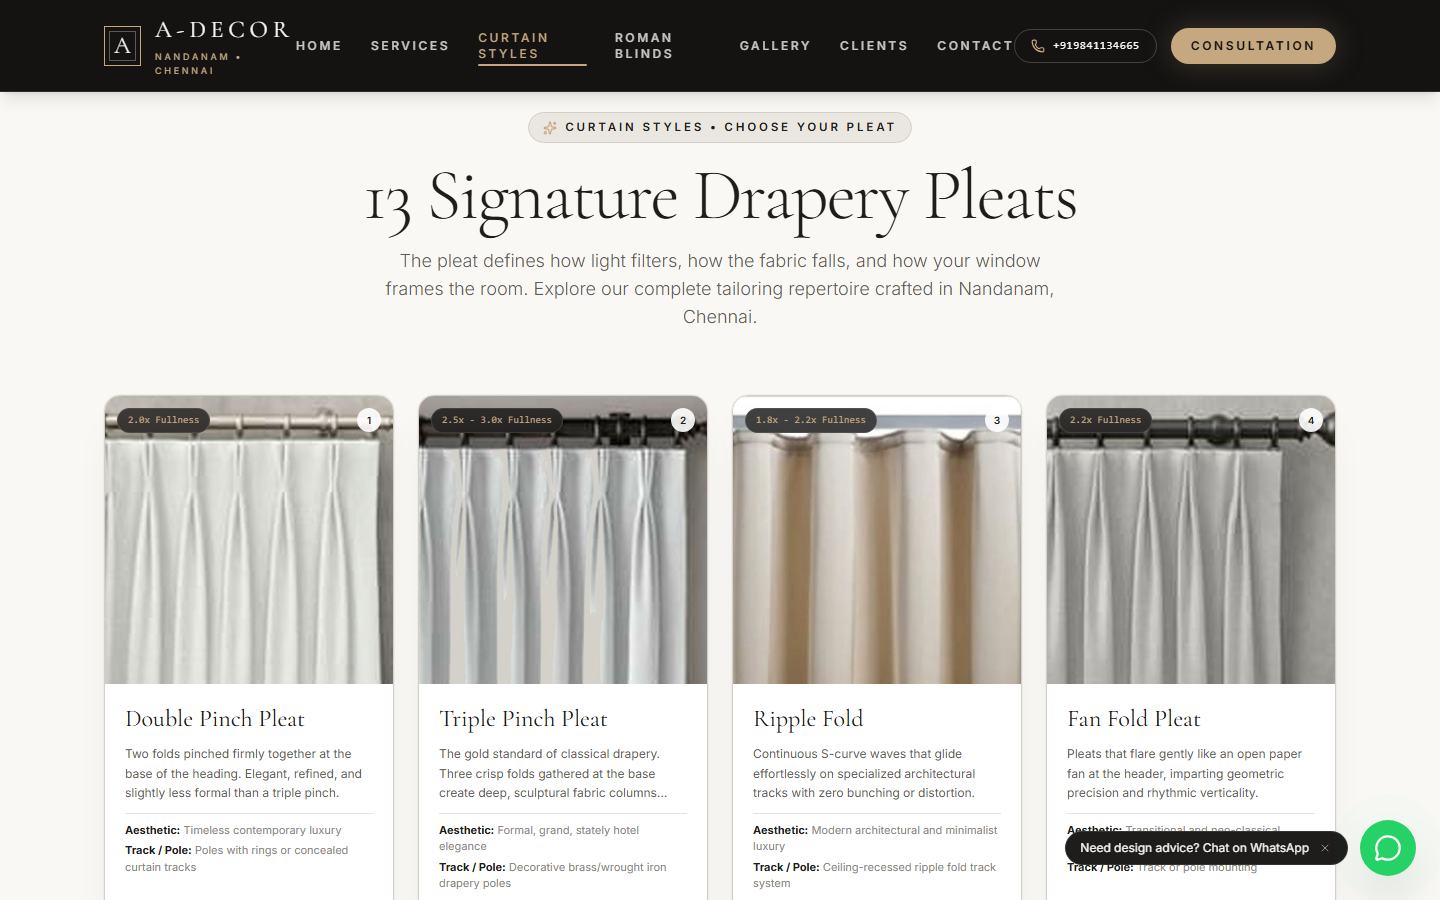 A
A-DECOR
NANDANAM •
CHENNAI
HOME
SERVICES
CURTAIN
STYLES
ROMAN
BLINDS
GALLERY
CLIENTS
CONTACT
+919841134665
CONSULTATION
CURTAIN STYLES • CHOOSE YOUR PLEAT
13 Signature Drapery Pleats
The pleat defines how light filters, how the fabric falls, and how your window
frames the room. Explore our complete tailoring repertoire crafted in Nandanam,
Chennai.
2.0x Fullness
1
Double Pinch Pleat
Two folds pinched firmly together at the
base of the heading. Elegant, refined, and
slightly less formal than a triple pinch.
Aesthetic: Timeless contemporary luxury
Track / Pole: Poles with rings or concealed
curtain tracks
2.5x - 3.0x Fullness
2
Triple Pinch Pleat
The gold standard of classical drapery.
Three crisp folds gathered at the base
create deep, sculptural fabric columns...
Aesthetic: Formal, grand, stately hotel
elegance
Track / Pole: Decorative brass/wrought iron
drapery poles
1.8x - 2.2x Fullness
3
Ripple Fold
Continuous S-curve waves that glide
effortlessly on specialized architectural
tracks with zero bunching or distortion.
Aesthetic: Modern architectural and minimalist
luxury
Track / Pole: Ceiling-recessed ripple fold track
system
2.2x Fullness
4
Fan Fold Pleat
Pleats that flare gently like an open paper
fan at the header, imparting geometric
precision and rhythmic verticality.
Aesthetic: Transitional and neo-classical
Track / Pole: Track or pole mounting
Need design advice? Chat on WhatsApp